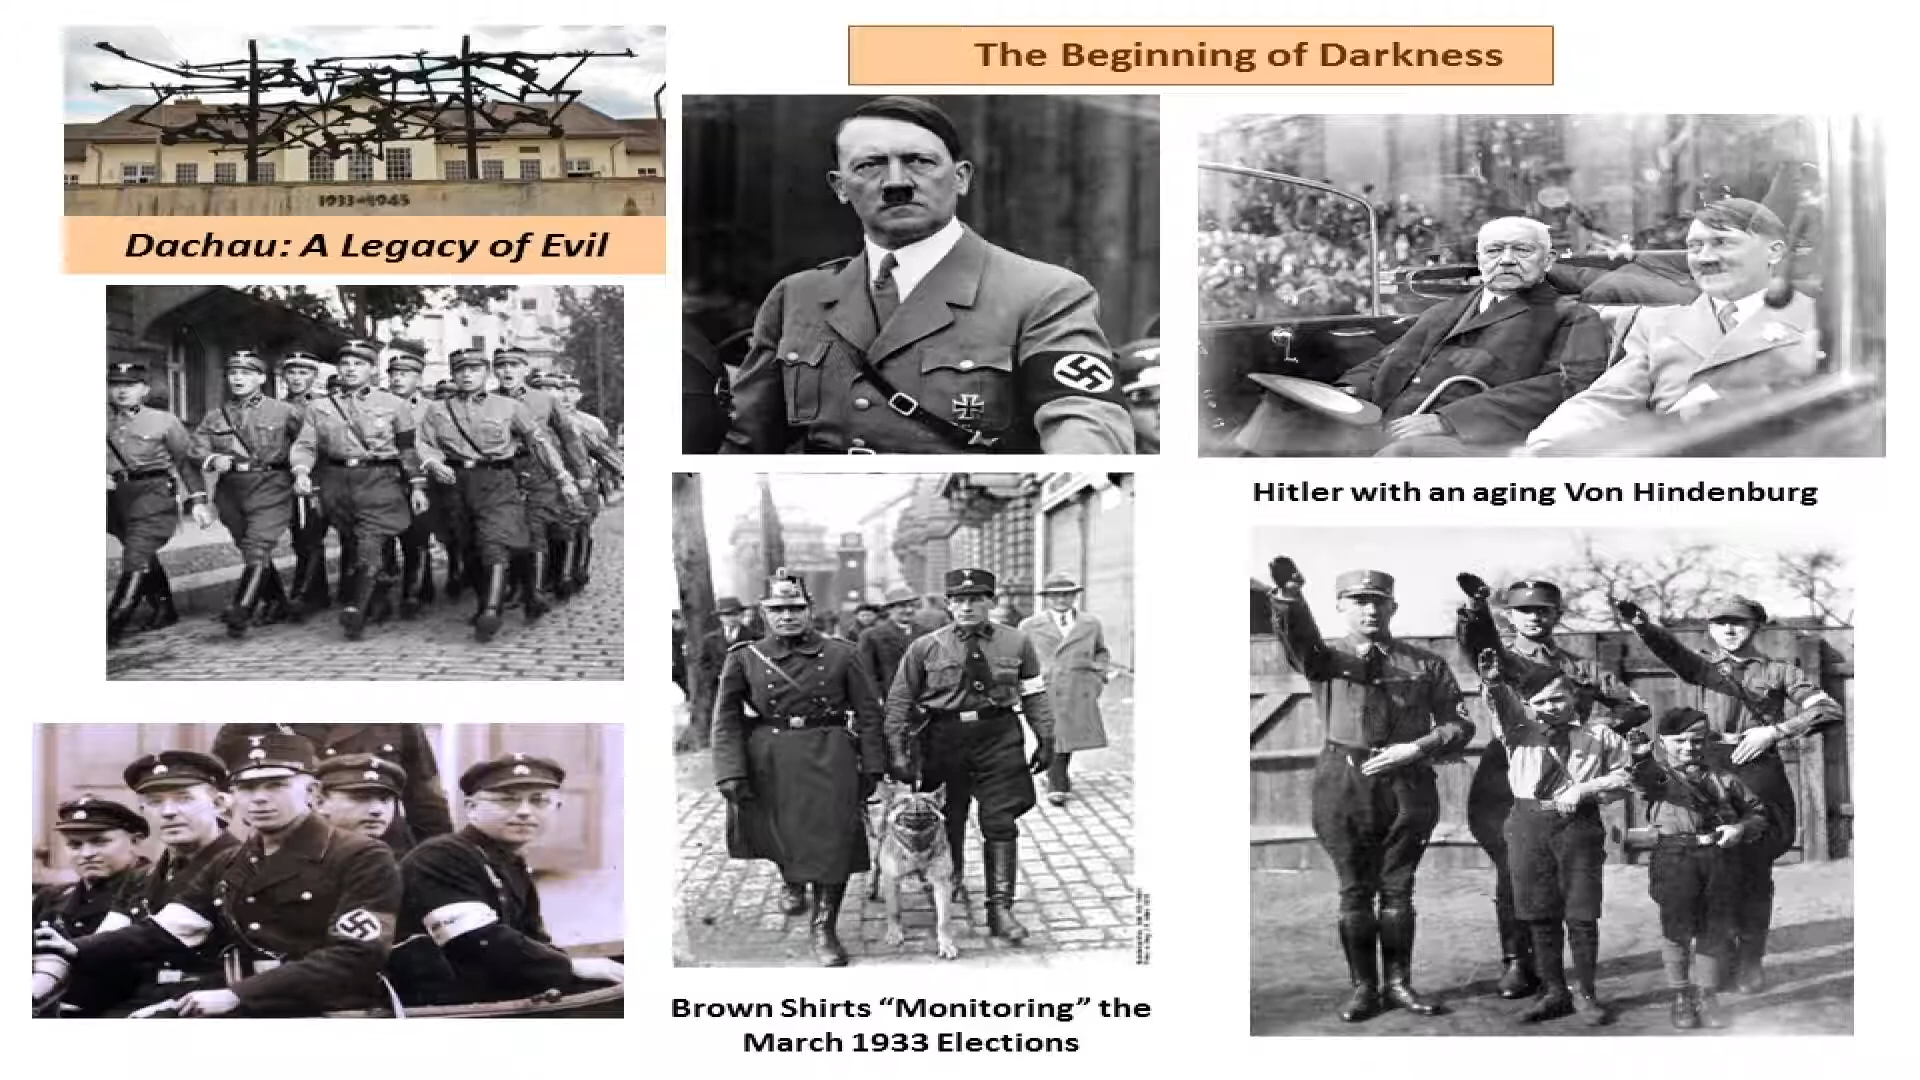 The Beginning of Darkness
1933-1945
Dachau: A Legacy of Evil
Hitler with an aging Von Hindenburg
Brown Shirts “Monitoring” the
March 1933 Elections